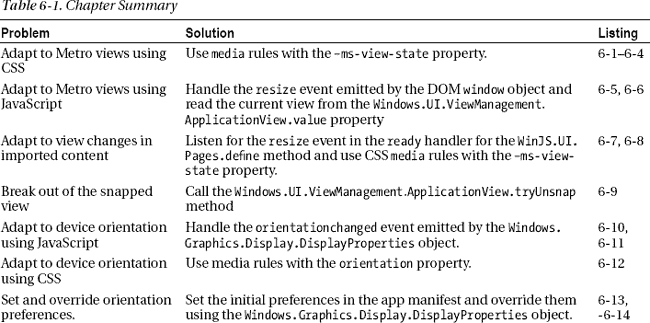 Table 6-1. Chapter Summary
Problem Solution Listing
Adapt to Metro views using CSS Use media rules with the -ms-view-state property. 6-1–6-4
Adapt to Metro views using JavaScript Handle the resize event emitted by the DOM window object and read the current view from the Windows.UI.ViewManagement.ApplicationView.value property 6-5, 6-6
Adapt to view changes in imported content Listen for the resize event in the ready handler for the WinJS.UI.Pages.define method and use CSS media rules with the -ms-view-state property. 6-7, 6-8
Break out of the snapped view Call the Windows.UI.ViewManagement.ApplicationView.tryUnsnap method 6-9
Adapt to device orientation using JavaScript Handle the orientationchanged event emitted by the Windows.Graphics.Display.DisplayProperties object. 6-10, 6-11
Adapt to device orientation using CSS Use media rules with the orientation property. 6-12
Set and override orientation preferences. Set the initial preferences in the app manifest and override them using the Windows.Graphics.Display.DisplayProperties object. 6-13, -6-14